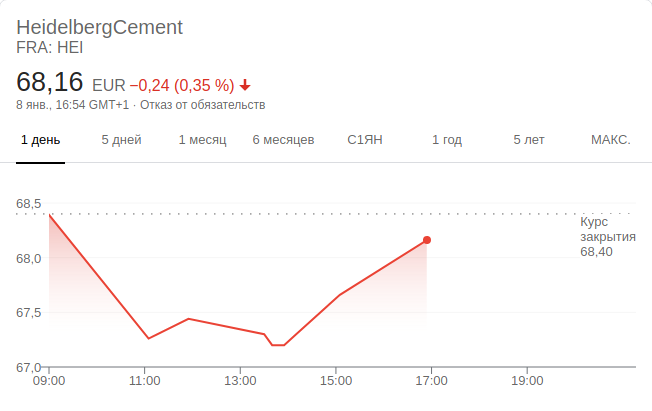 HeidelbergCement
FRA: HEI
68,16 EUR −0,24 (0,35 %)
8 янв., 16:54 GMT+1 · Отказ от обязательств
1 день 5 дней 1 месяц 6 месяцев С1ЯН 1 год 5 лет МАКС.
68,5
Курс
закрытия
68,40
68,0
67,5
67,0
09:00 11:00 13:00 15:00 17:00 19:00